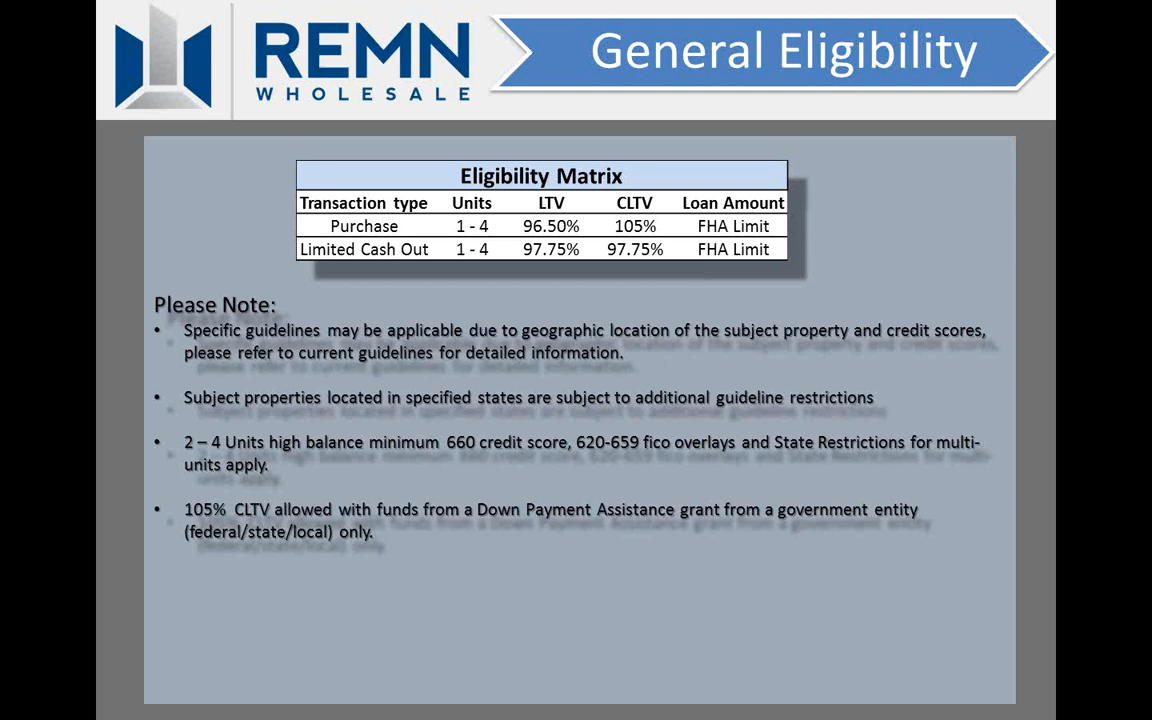 REMN
WHOLESALE
General Eligibility
Eligibility Matrix
Transaction type Units LTV CLTV Loan Amount
Purchase 1 - 4 96.50% 105% FHA Limit
Limited Cash Out 1 - 4 97.75% 97.75% FHA Limit
Please Note:
• Specific guidelines may be applicable due to geographic location of the subject property and credit scores,
please refer to current guidelines for detailed information.
• Subject properties located in specified states are subject to additional guideline restrictions
• 2 – 4 Units high balance minimum 660 credit score, 620-659 fico overlays and State Restrictions for multi-
units apply.
• 105% CLTV allowed with funds from a Down Payment Assistance grant from a government entity
(federal/state/local) only.